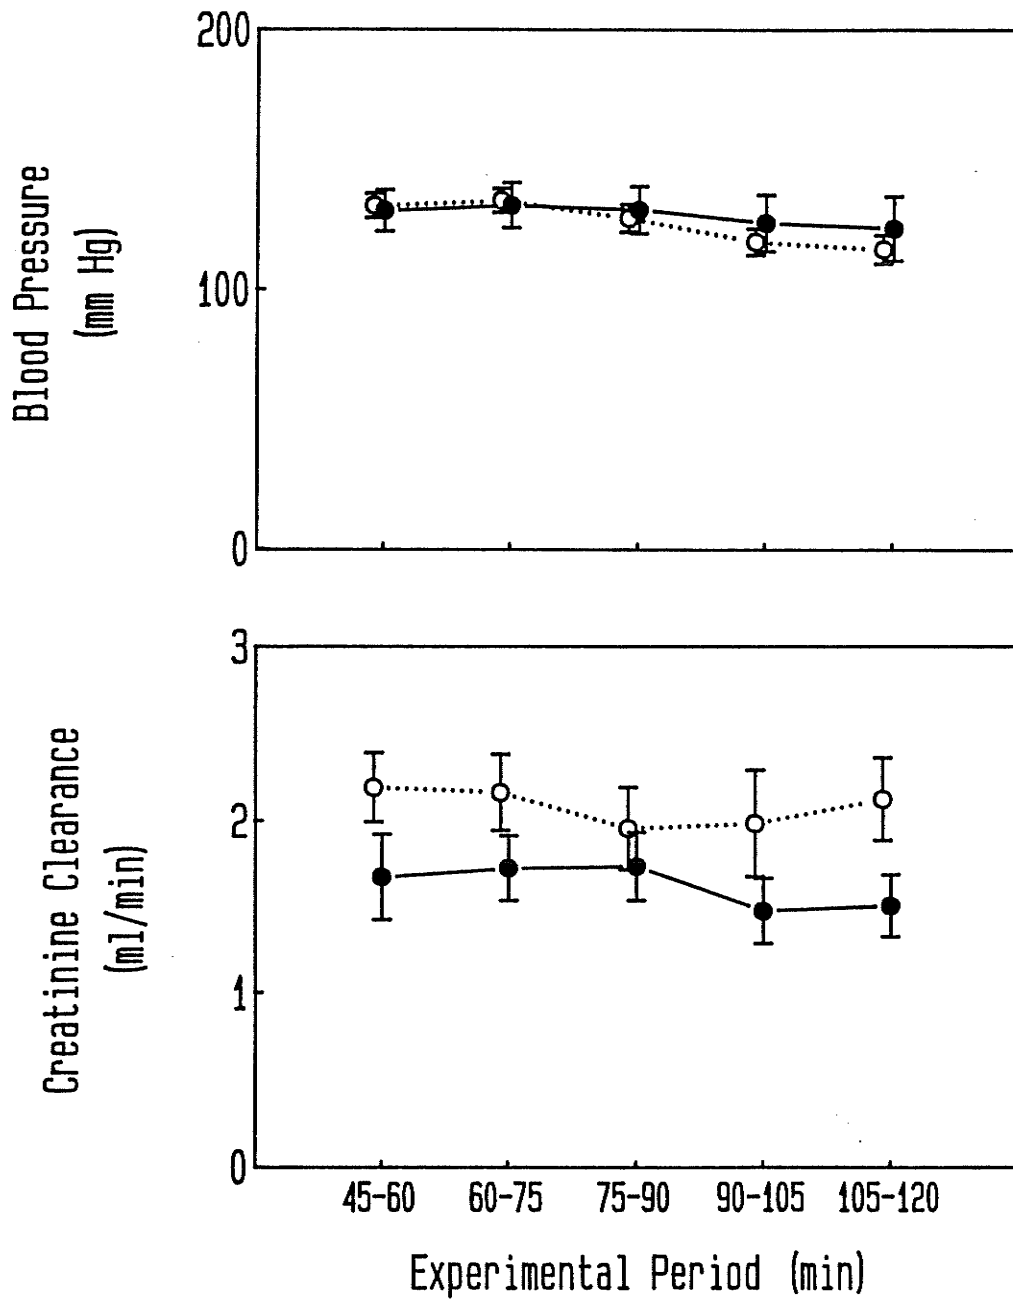 200
100
0
Blood Pressure
(mm Hg)
3
2
1
0
Creatinine Clearance
(ml/min)
45-60 60-75 75-90 90-105 105-120
Experimental Period (min)